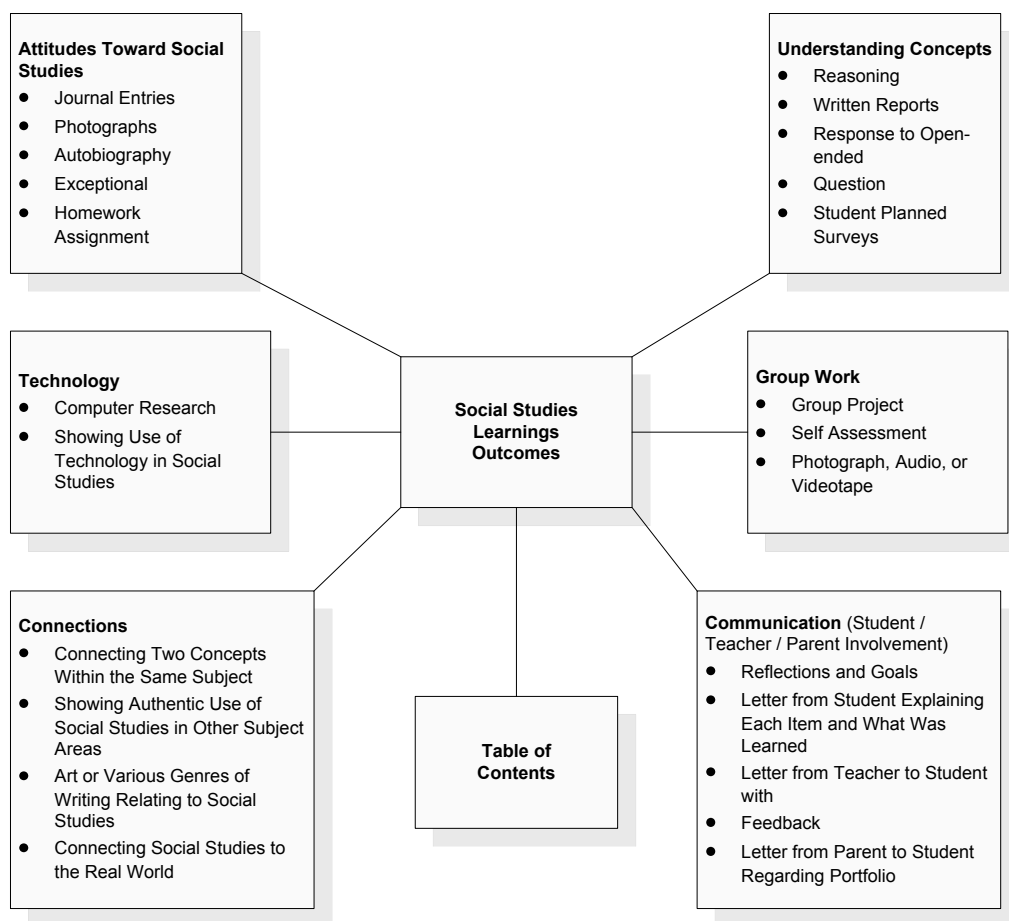 Attitudes Toward Social
Studies
● Journal Entries
● Photographs
● Autobiography
● Exceptional
● Homework
Assignment
Understanding Concepts
● Reasoning
● Written Reports
● Response to Open-
ended
● Question
● Student Planned
Surveys
Technology
● Computer Research
● Showing Use of
Technology in Social
Studies
Social Studies
Learnings
Outcomes
Group Work
● Group Project
● Self Assessment
● Photograph, Audio, or
Videotape
Connections
● Connecting Two Concepts
Within the Same Subject
● Showing Authentic Use of
Social Studies in Other Subject
Areas
● Art or Various Genres of
Writing Relating to Social
Studies
● Connecting Social Studies to
the Real World
Table of
Contents
Communication (Student /
Teacher / Parent Involvement)
● Reflections and Goals
● Letter from Student Explaining
Each Item and What Was
Learned
● Letter from Teacher to Student
with
● Feedback
● Letter from Parent to Student
Regarding Portfolio